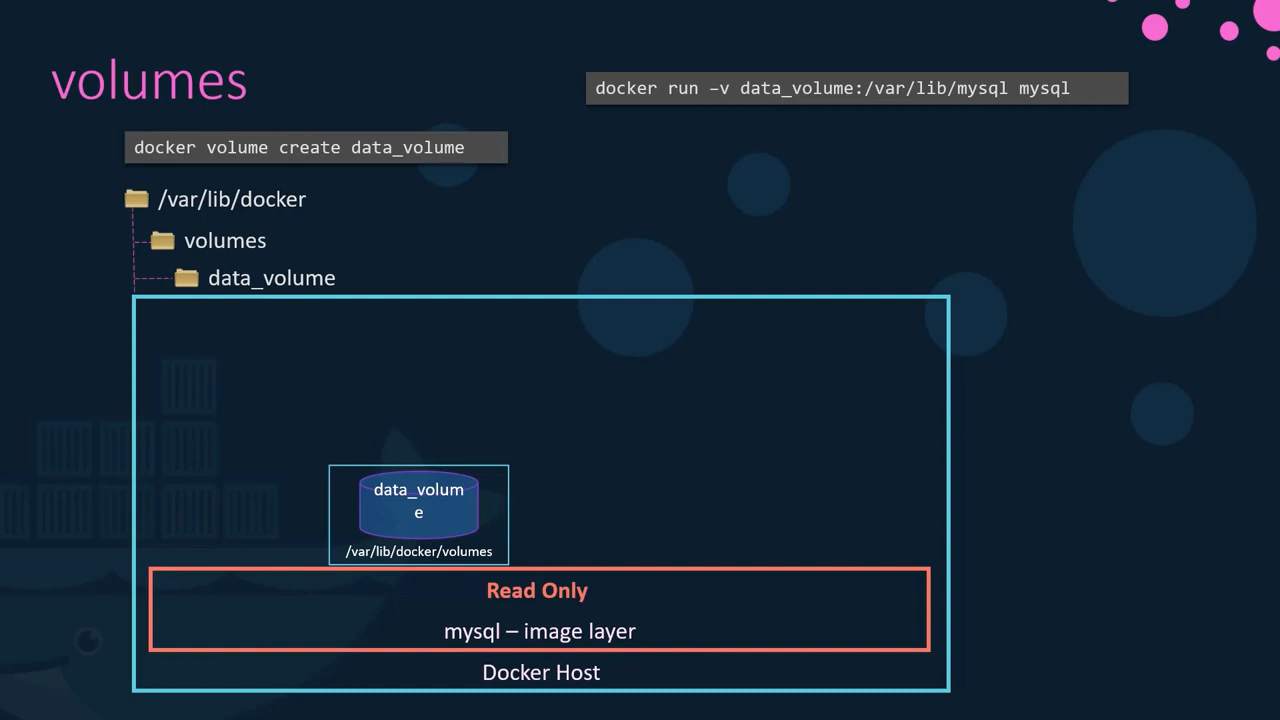 volumes
docker run –v data_volume:/var/lib/mysql mysql
docker volume create data_volume
/var/lib/docker
volumes
data_volume
data_volum
e
/var/lib/docker/volumes
Read Only
mysql – image layer
Docker Host